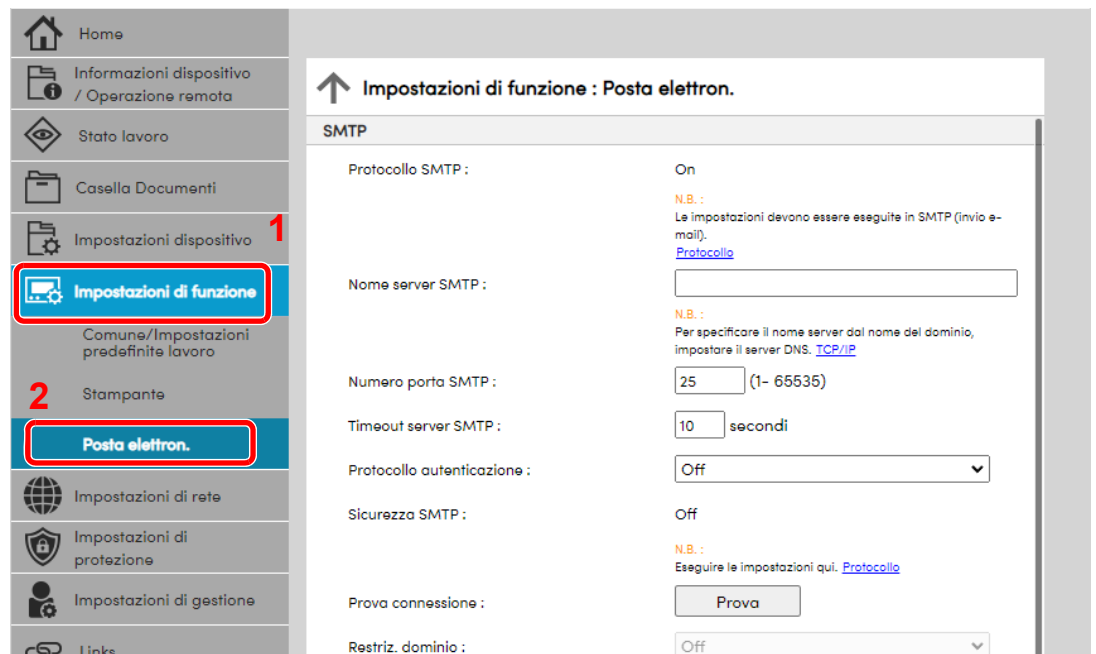 Home
Informazioni dispositivo
/ Operazione remota
Stato lavoro
Casella Documenti
1
Impostazioni dispositivo
Impostazioni di funzione
Comune/Impostazioni
predefinite lavoro
2
Stampante
Posta elettron.
Impostazioni di rete
Impostazioni di
protezione
Impostazioni di gestione
Links
Impostazioni di funzione : Posta elettron.
SMTP
Protocollo SMTP : On
N.B. :
Le impostazioni devono essere eseguite in SMTP (invio e-
mail).
Protocollo
Nome server SMTP :
N.B. :
Per specificare il nome server dal nome del dominio,
impostare il server DNS. TCP/IP
Numero porta SMTP : 25 (1- 65535)
Timeout server SMTP : 10 secondi
Protocollo autenticazione : Off
Sicurezza SMTP : Off
N.B. :
Eseguire le impostazioni qui. Protocollo
Prova connessione : Prova
Restriz. dominio : Off